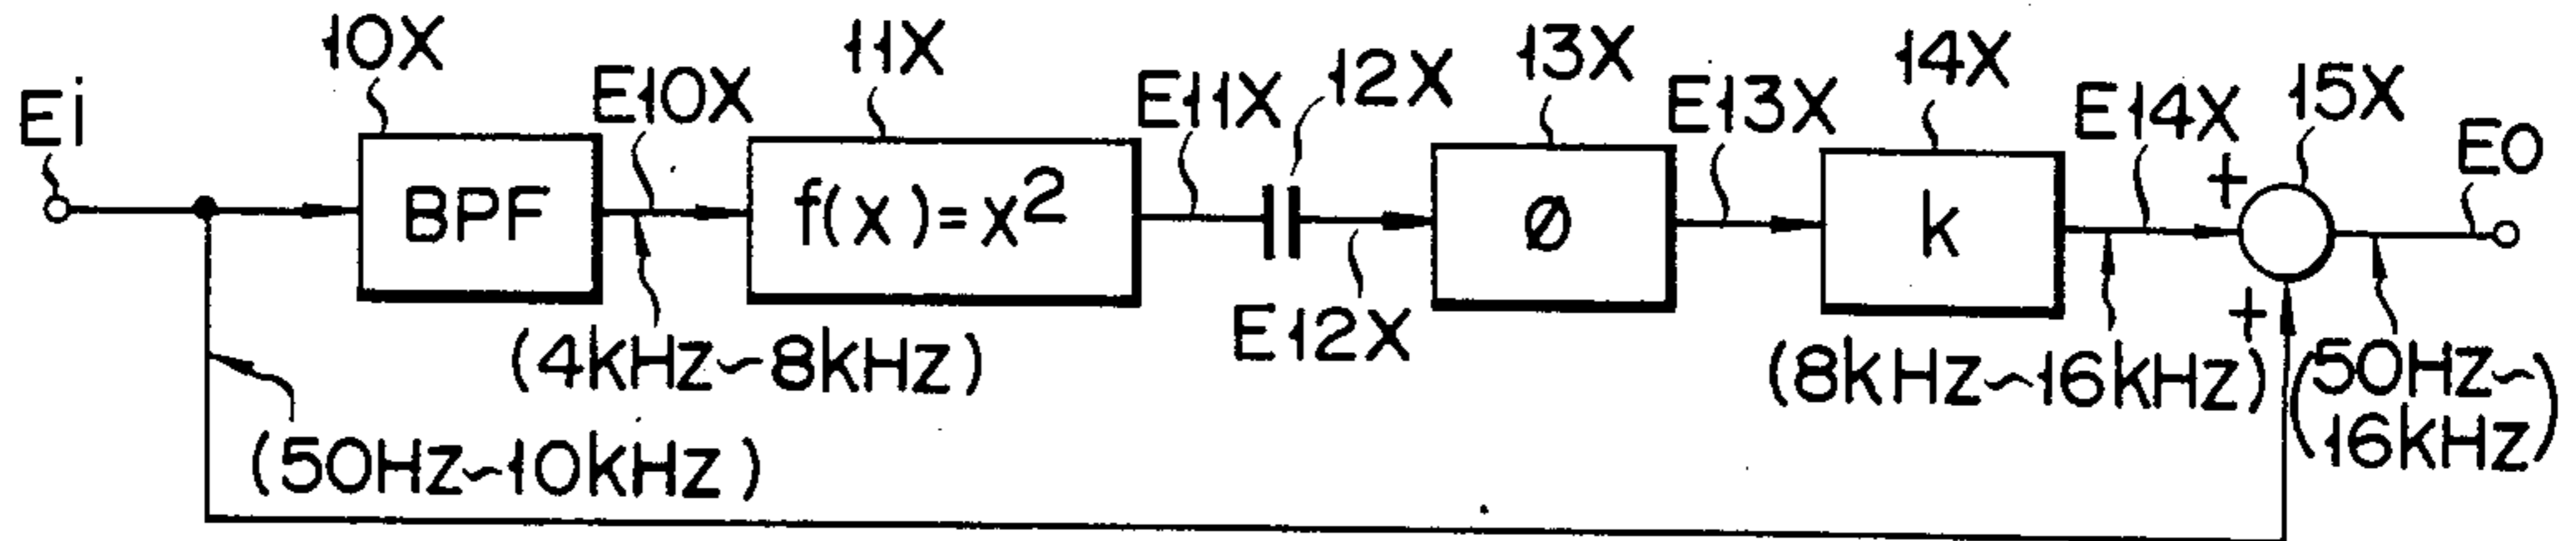 10X
11X
12X
13X
14X
15X
Ei
E10X
E11X
E13X
E14X
EO
BPF
f(x)=x²
Ø
k
+
+
E12X
(4kHz~8kHz)
(8kHz~16kHz)
(50Hz~
16kHz)
(50Hz~10kHz)